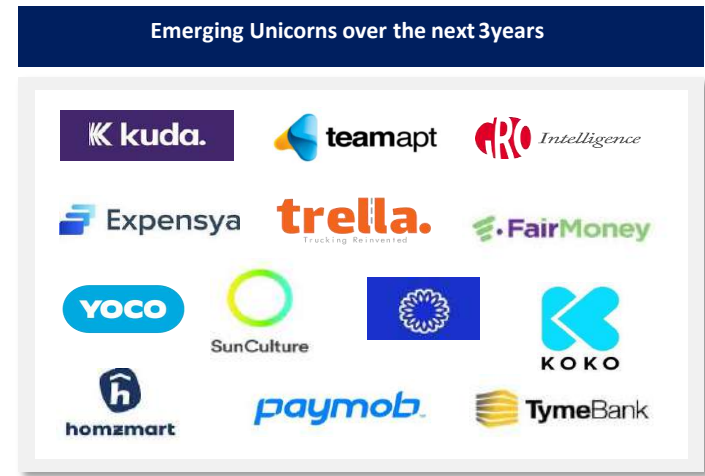 Emerging Unicorns over the next 3years
kuda.
teamapt
GRO Intelligence
Expensya
trella.
Trucking Reinvented
FairMoney
YOCO
SunCulture
KOKO
homzmart
paymob
TymeBank